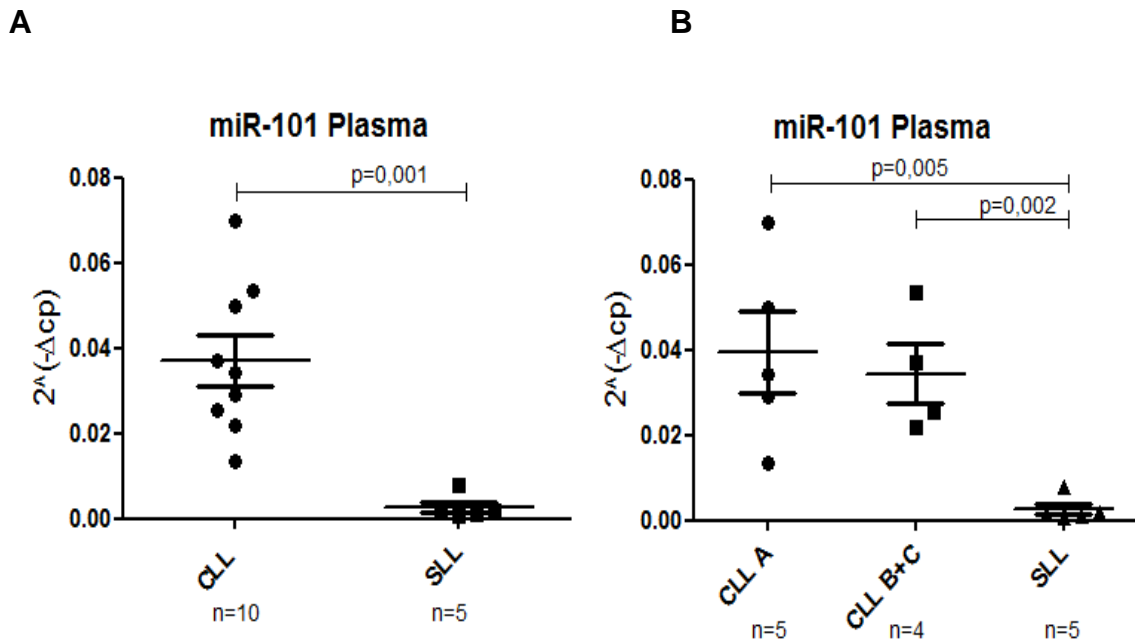 A
miR-101 Plasma
p=0,001
0.08
0.06
0.04
0.02
0.00
2^(-Δcp)
CLL
SLL
n=10
n=5
B
miR-101 Plasma
p=0,005
p=0,002
0.08
0.06
0.04
0.02
0.00
2^(-Δcp)
CLL A
CLL B+C
SLL
n=5
n=4
n=5